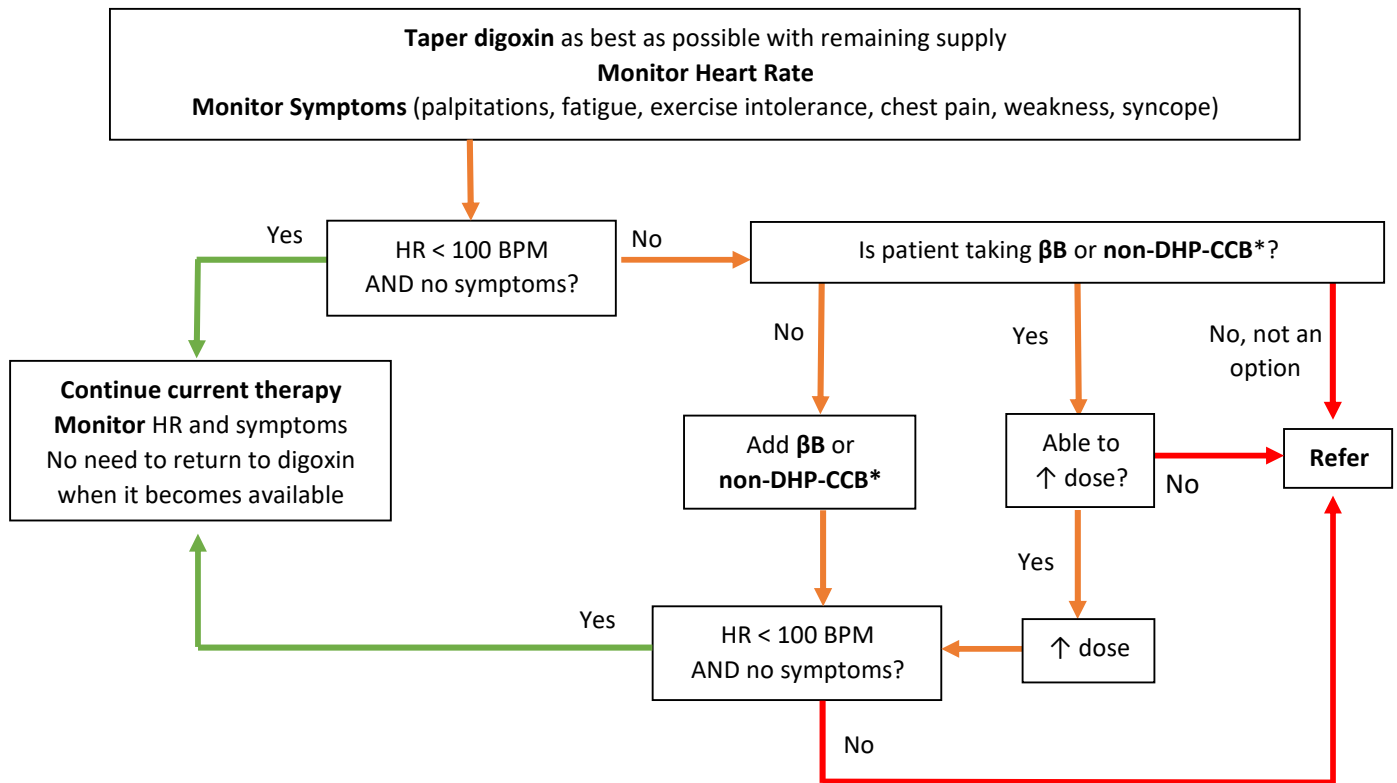 Taper digoxin as best as possible with remaining supply
Monitor Heart Rate
Monitor Symptoms (palpitations, fatigue, exercise intolerance, chest pain, weakness, syncope)
Yes
HR < 100 BPM
AND no symptoms?
No
Is patient taking βB or non-DHP-CCB*?
No
Yes
No, not an
option
Continue current therapy
Monitor HR and symptoms
No need to return to digoxin
when it becomes available
Add βB or
non-DHP-CCB*
Able to
↑ dose?
No
Refer
Yes
Yes
HR < 100 BPM
AND no symptoms?
↑ dose
No